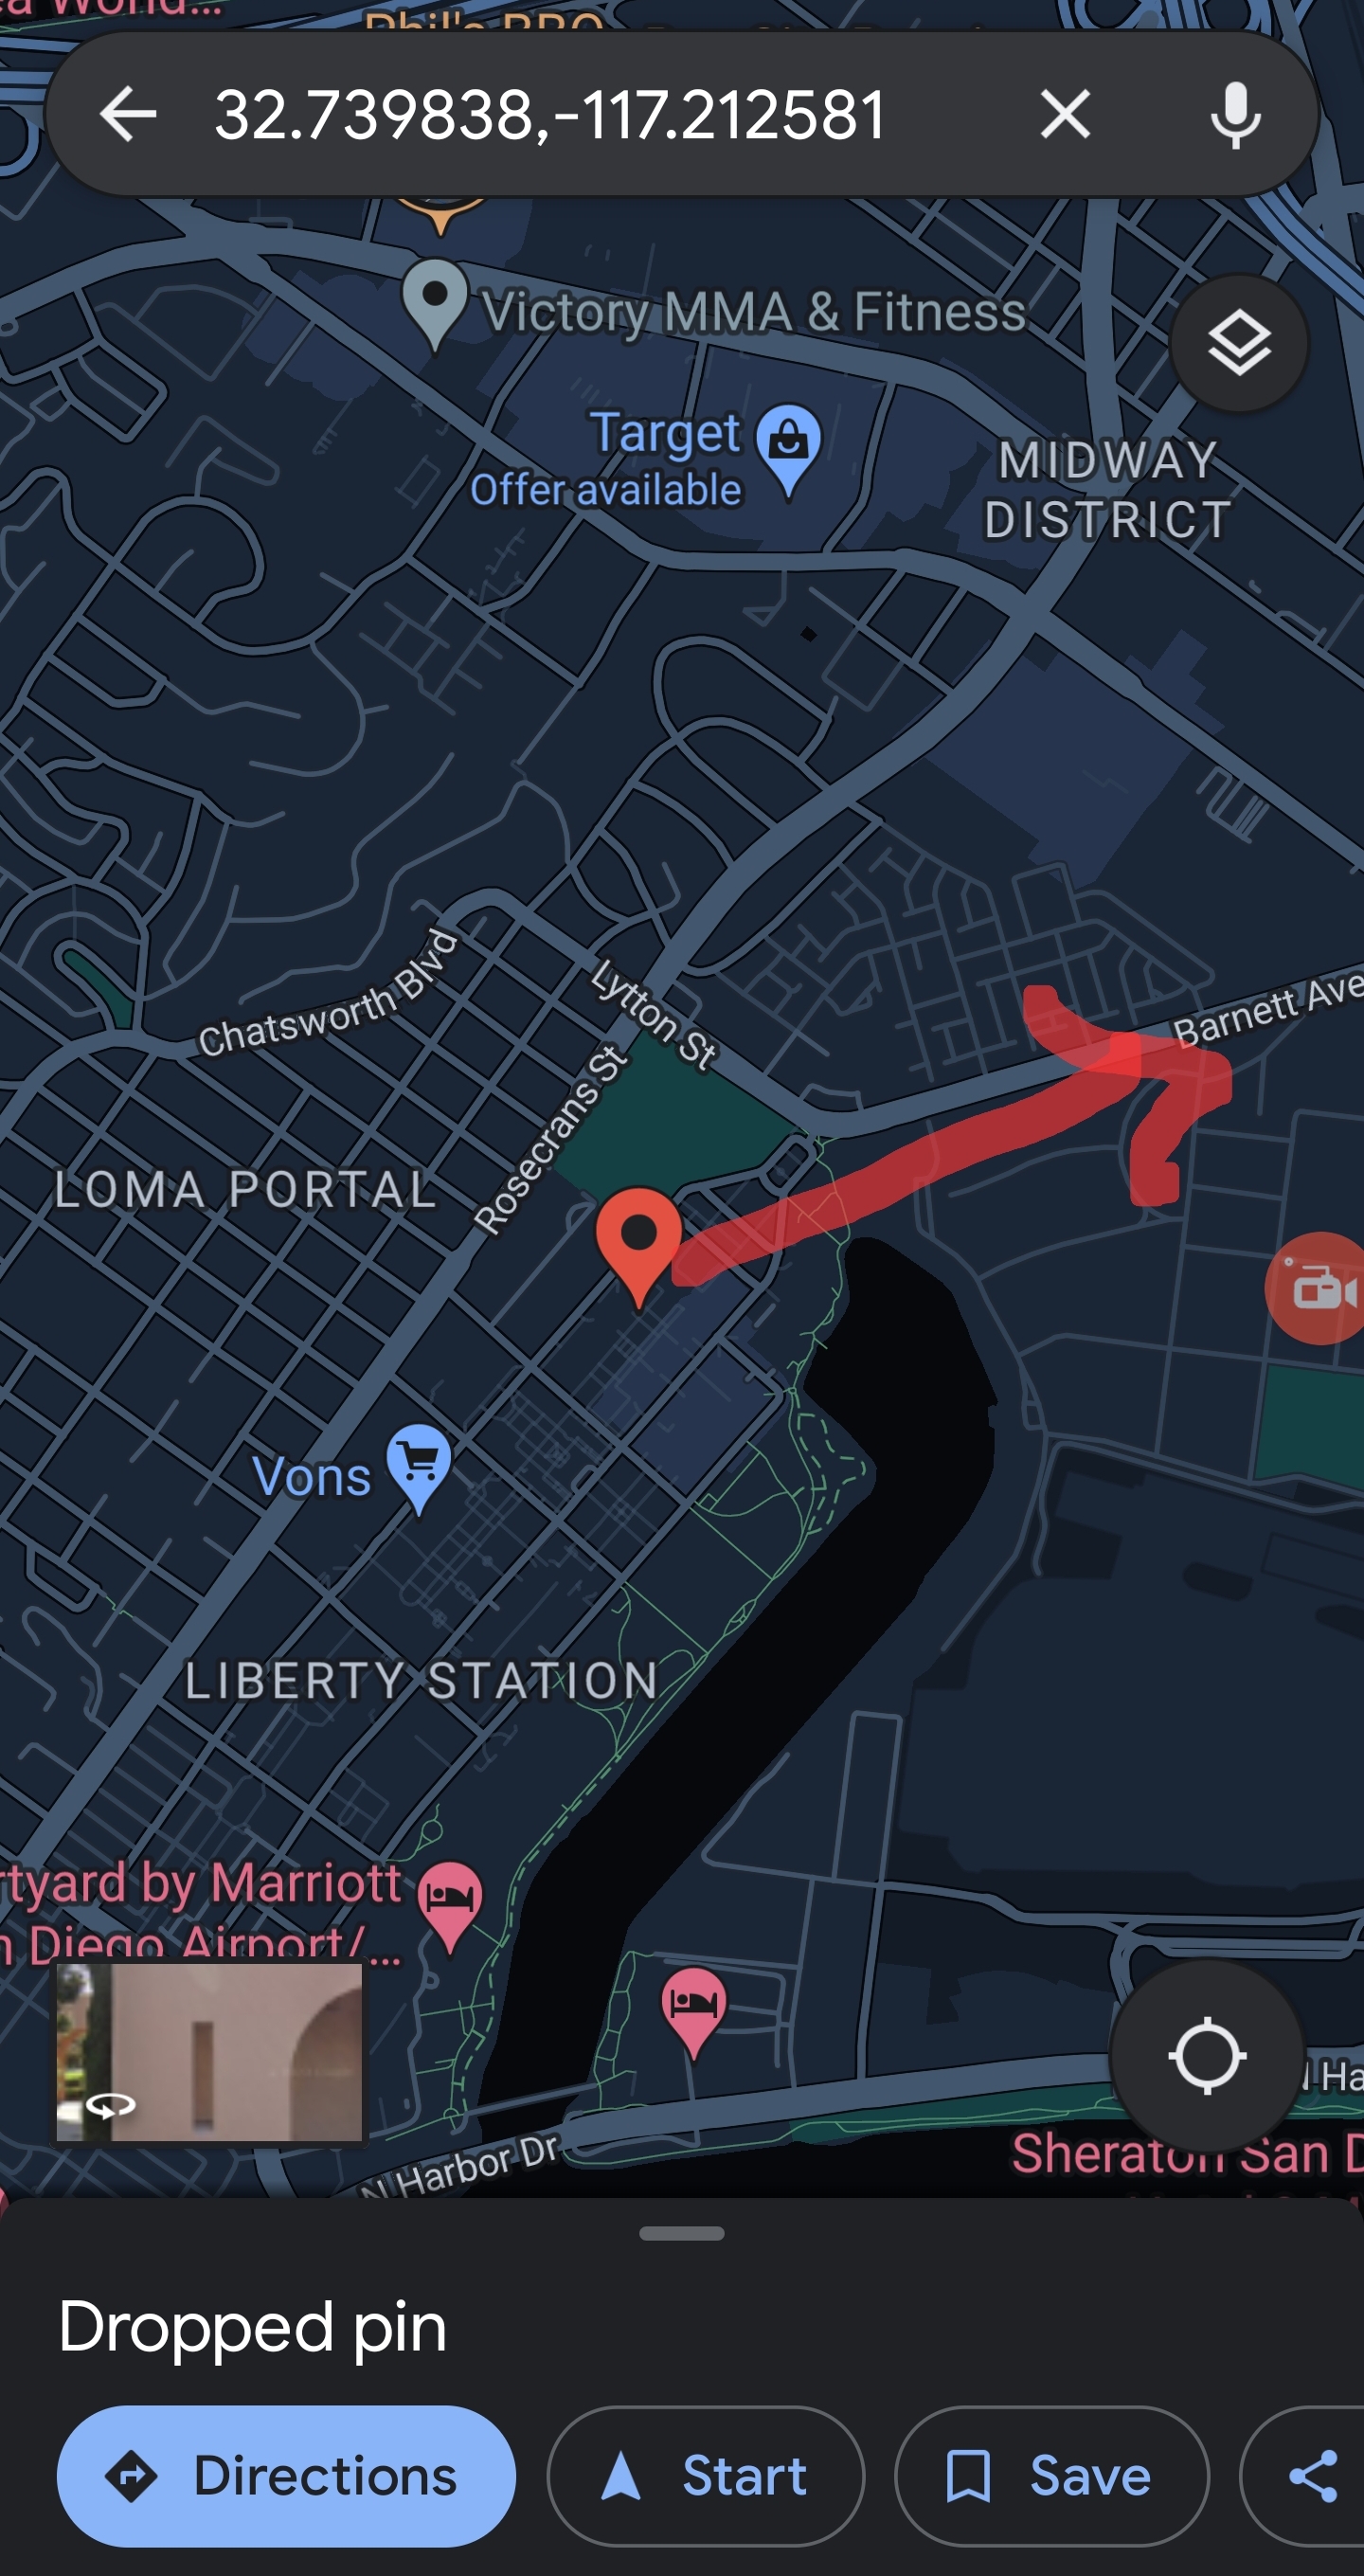 32.739838,-117.212581
Victory MMA & Fitness
Target
Offer available
MIDWAY
DISTRICT
Chatsworth Blvd
Lytton St
Barnett Ave
Rosecrans St
LOMA PORTAL
Vons
LIBERTY STATION
rtyard by Marriott
n Diego Airport/...
N Harbor Dr
N Ha
Sheraton San D
Dropped pin
Directions
Start
Save